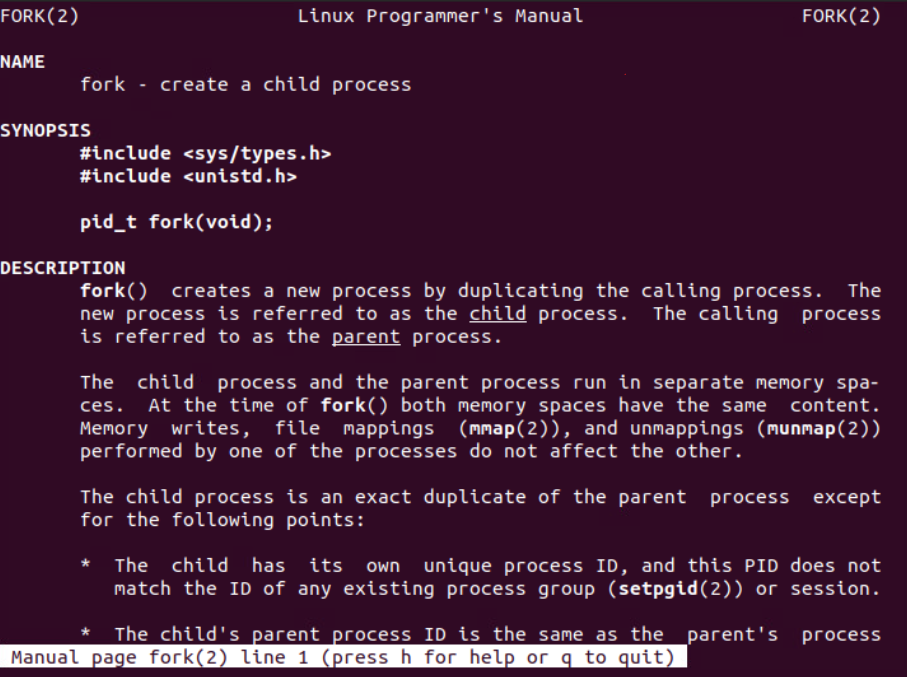 FORK(2) Linux Programmer's Manual FORK(2)
NAME
fork - create a child process
SYNOPSIS
#include <sys/types.h>
#include <unistd.h>
pid_t fork(void);
DESCRIPTION
fork() creates a new process by duplicating the calling process. The
new process is referred to as the child process. The calling process
is referred to as the parent process.
The child process and the parent process run in separate memory spa-
ces. At the time of fork() both memory spaces have the same content.
Memory writes, file mappings (mmap(2)), and unmappings (munmap(2))
performed by one of the processes do not affect the other.
The child process is an exact duplicate of the parent process except
for the following points:
* The child has its own unique process ID, and this PID does not
match the ID of any existing process group (setpgid(2)) or session.
* The child's parent process ID is the same as the parent's process
Manual page fork(2) line 1 (press h for help or q to quit)